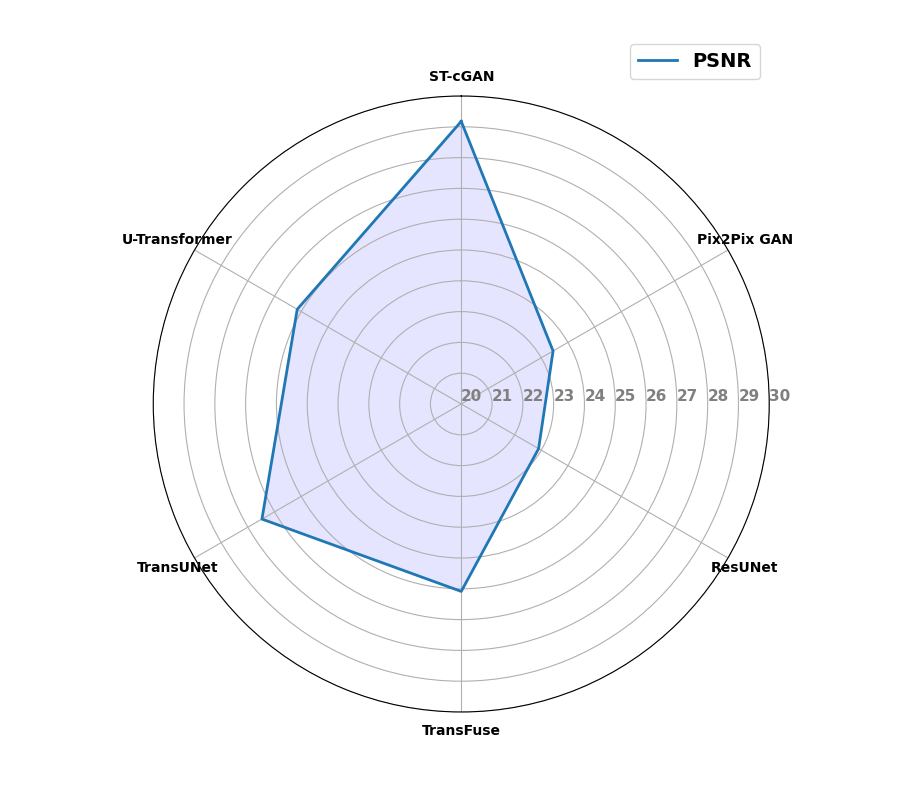 PSNR
ST-cGAN
U-Transformer
Pix2Pix GAN
20 21 22 23 24 25 26 27 28 29 30
TransUNet
ResUNet
TransFuse